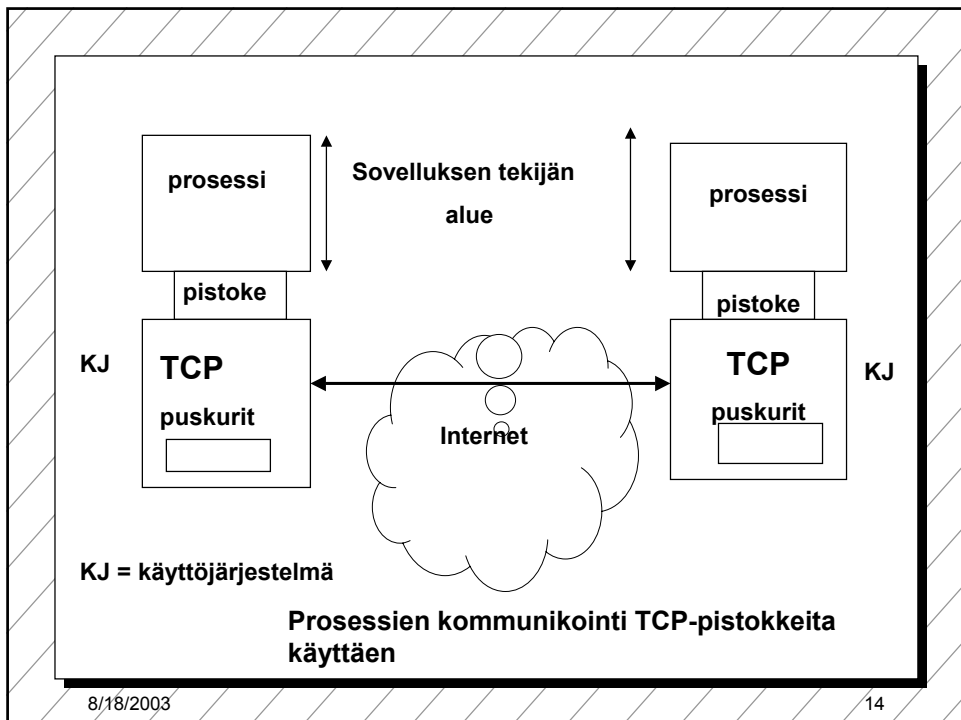 prosessi
pistoke
KJ
TCP
puskurit
Sovelluksen tekijän
alue
Internet
prosessi
pistoke
TCP
KJ
puskurit
KJ = käyttöjärjestelmä
Prosessien kommunikointi TCP-pistokkeita
käyttäen
8/18/2003
14